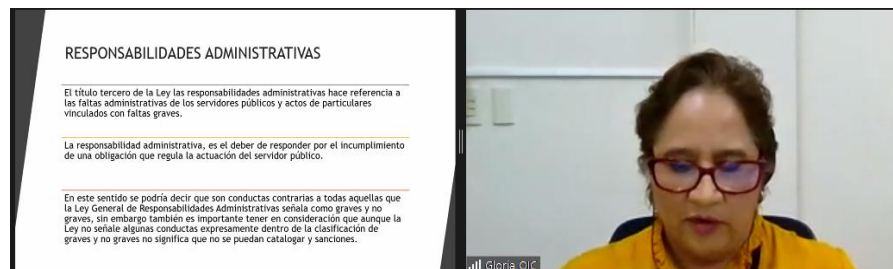 RESPONSABILIDADES ADMINISTRATIVAS
El título tercero de la Ley las responsabilidades administrativas hace referencia a
las faltas administrativas de los servidores públicos y actos de particulares
vinculados con faltas graves.
La responsabilidad administrativa, es el deber de responder por el incumplimiento
de una obligación que regula la actuación del servidor público.
En este sentido se podría decir que son conductas contrarias a todas aquellas que
la Ley General de Responsabilidades Administrativas señala como graves y no
graves, sin embargo también es importante tener en consideración que aunque la
Ley no señale algunas conductas expresamente dentro de la clasificación de
graves y no graves no significa que no se puedan catalogar y sanciones.
Gloria OIC